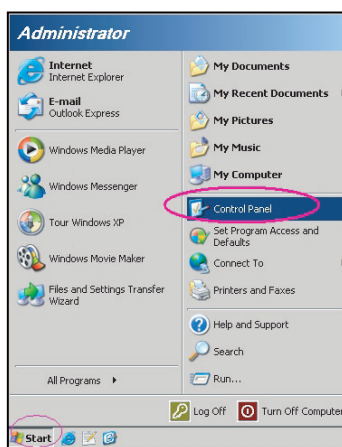 Administrator
Internet
Internet Explorer
E-mail
Outlook Express
Windows Media Player
Windows Messenger
Tour Windows XP
Windows Movie Maker
Files and Settings Transfer
Wizard
All Programs
My Documents
My Recent Documents
My Pictures
My Music
My Computer
Control Panel
Set Program Access and
Defaults
Connect To
Printers and Faxes
Help and Support
Search
Run...
Log Off
Turn Off Computer
Start